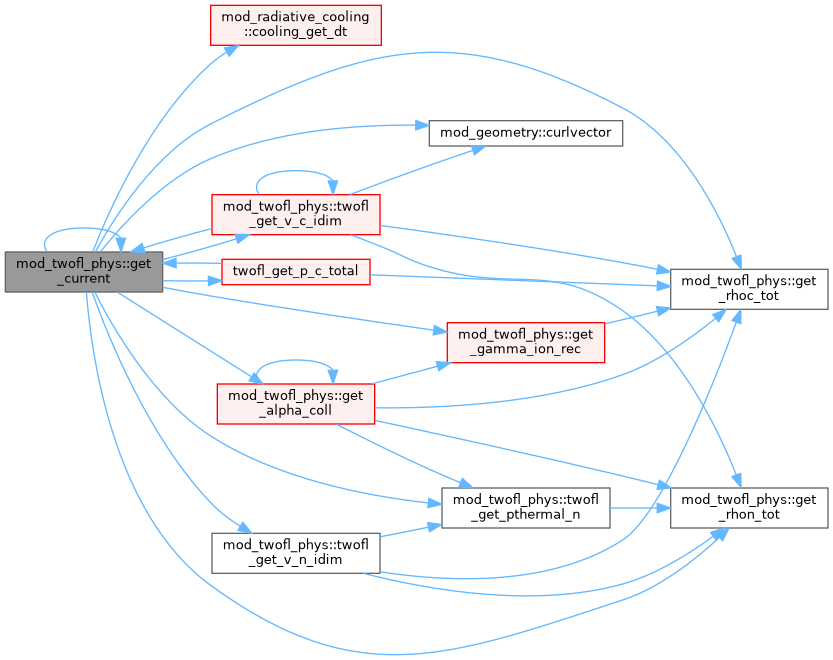 mod_radiative_cooling
::cooling_get_dt
mod_geometry::curlvector
mod_twofl_phys::twofl
_get_v_c_idim
mod_twofl_phys::get
_current
twofl_get_p_c_total
mod_twofl_phys::get
_rhoc_tot
mod_twofl_phys::get
_gamma_ion_rec
mod_twofl_phys::get
_alpha_coll
mod_twofl_phys::twofl
_get_pthermal_n
mod_twofl_phys::get
_rhon_tot
mod_twofl_phys::twofl
_get_v_n_idim